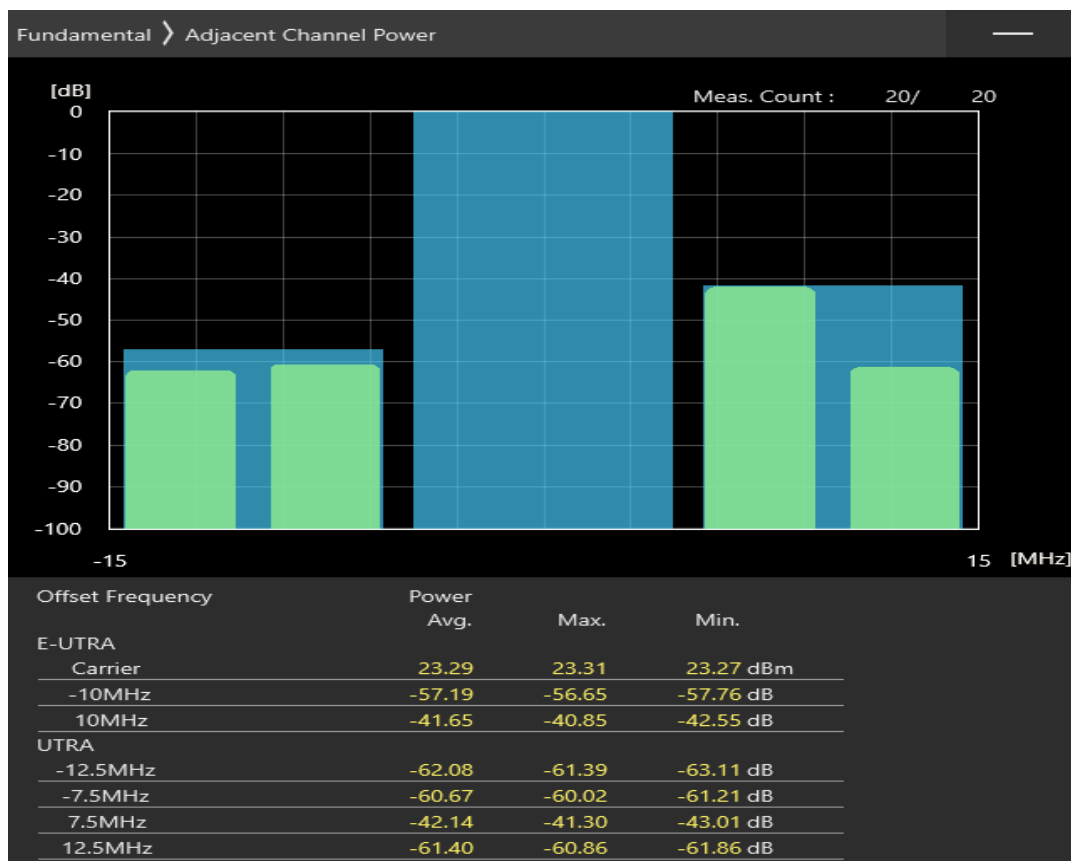 Fundamental ❯ Adjacent Channel Power
[dB]
Meas. Count : 20/ 20
0
-10
-20
-30
-40
-50
-60
-70
-80
-90
-100
-15 15 [MHz]
Offset Frequency Power
Avg. Max. Min.
E-UTRA
Carrier 23.29 23.31 23.27 dBm
-10MHz -57.19 -56.65 -57.76 dB
10MHz -41.65 -40.85 -42.55 dB
UTRA
-12.5MHz -62.08 -61.39 -63.11 dB
-7.5MHz -60.67 -60.02 -61.21 dB
7.5MHz -42.14 -41.30 -43.01 dB
12.5MHz -61.40 -60.86 -61.86 dB